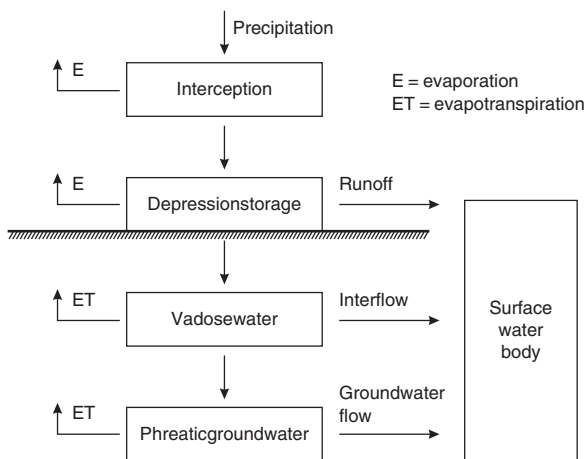 Precipitation
E
Interception
E = evaporation
ET = evapotranspiration
E
Depressionstorage
Runoff
ET
Vadosewater
Interflow
Surface
water
body
ET
Phreaticgroundwater
Groundwater
flow